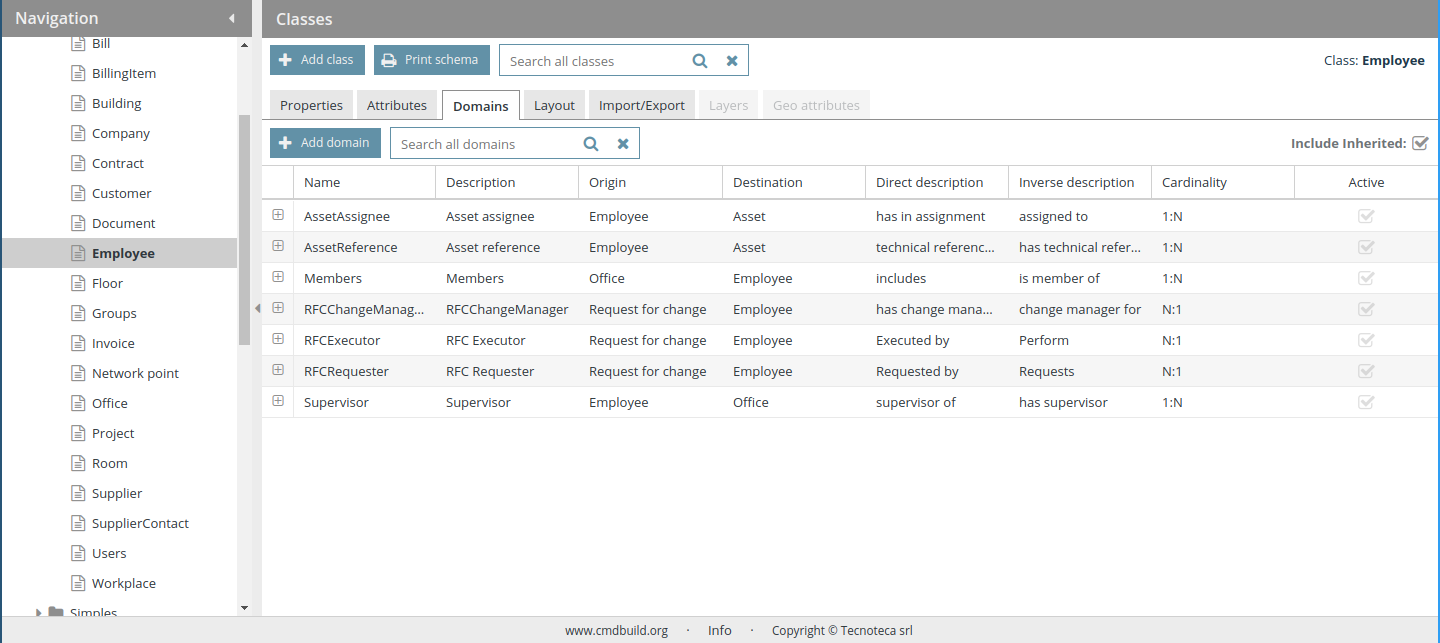 Navigation
Bill
BillingItem
Building
Company
Contract
Customer
Document
Employee
Floor
Groups
Invoice
Network point
Office
Project
Room
Supplier
SupplierContact
Users
Workplace
Simples
Classes
Add class
Print schema
Search all classes
Class: Employee
Properties Attributes Domains Layout Import/Export Layers Geo attributes
Add domain
Search all domains
Include Inherited:
Name Description Origin Destination Direct description Inverse description Cardinality Active
AssetAssignee Asset assignee Employee Asset has in assignment assigned to 1:N
AssetReference Asset reference Employee Asset technical referenc... has technical refer... 1:N
Members Members Office Employee includes is member of 1:N
RFCChangeManag... RFCChangeManager Request for change Employee has change mana... change manager for N:1
RFCExecutor RFC Executor Request for change Employee Executed by Perform N:1
RFCRequester RFC Requester Request for change Employee Requested by Requests N:1
Supervisor Supervisor Employee Office supervisor of has supervisor 1:N
www.cmdbuild.org · Info · Copyright © Tecnoteca srl